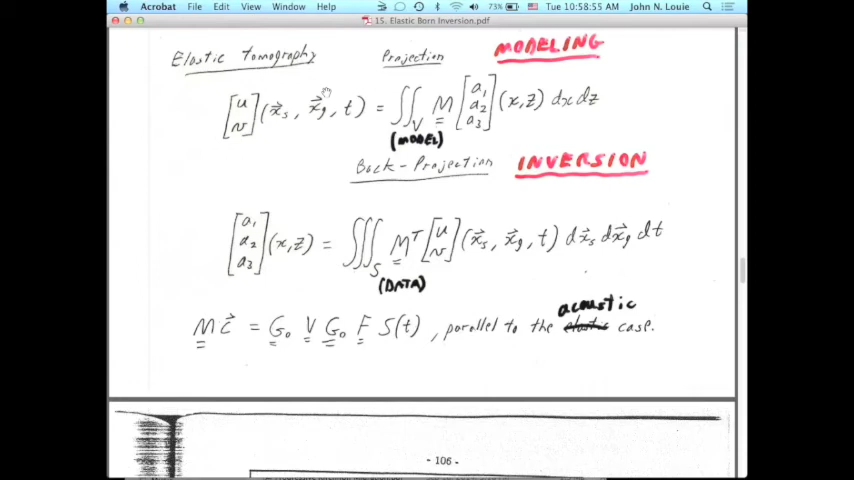 Acrobat File Edit View Window Help 73% Tue 10:58:55 AM John N. Louie
15. Elastic Born Inversion.pdf
Elastic Tomography Projection MODELING
[u v](x⃗s, x⃗g, t) = ∬V M [a1 a2 a3](x,z) dx dz
(MODEL)
Back-Projection INVERSION
[a1 a2 a3](x,z) = ∭S Mᵀ [u v](x⃗s, x⃗g, t) dx⃗s dx⃗g dt
(DATA)
acoustic
M c⃗ = G₀ V G₀ F S(t), parallel to the elastic case.
- 106 -